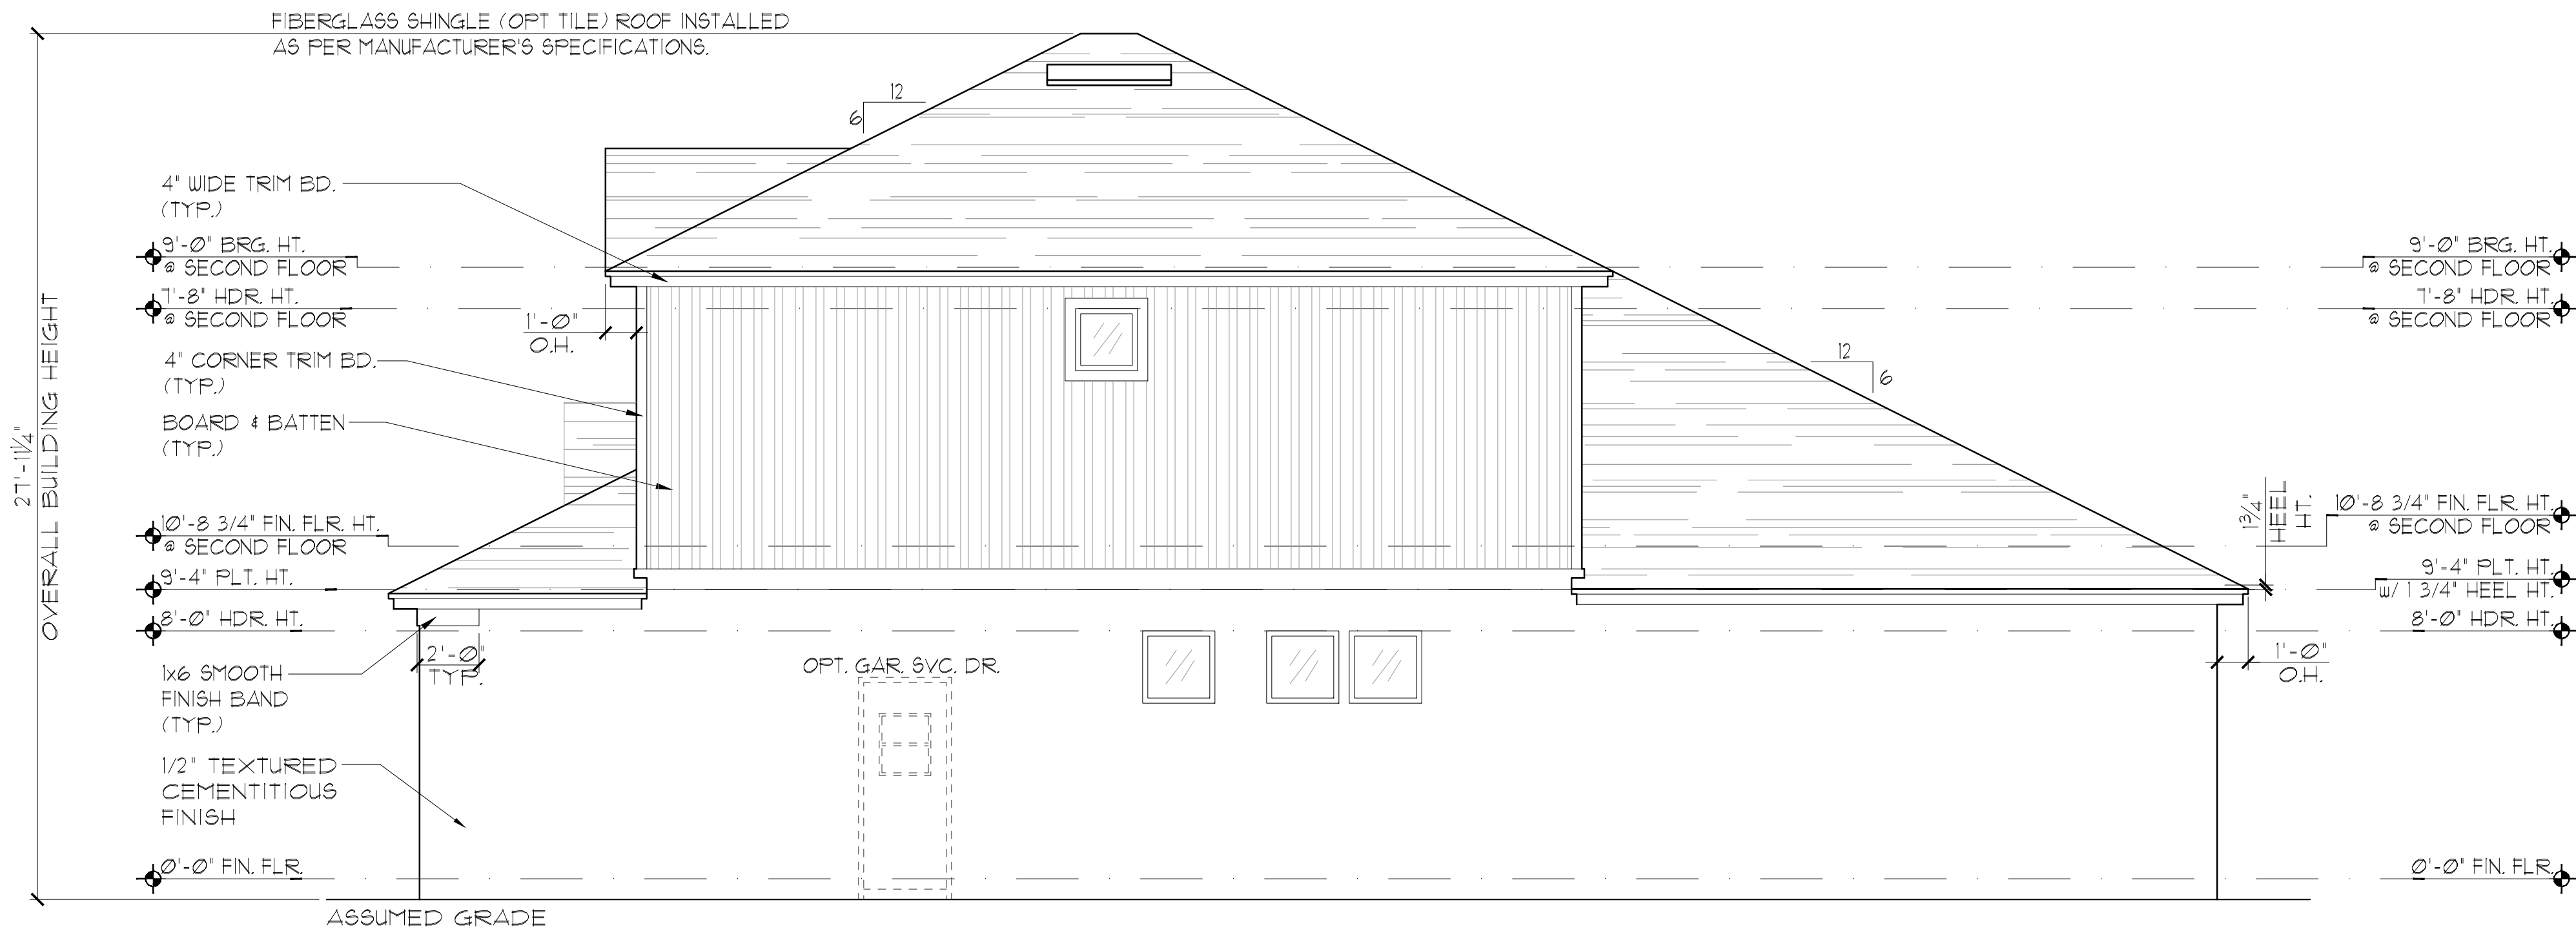 FIBERGLASS SHINGLE (OPT TILE) ROOF INSTALLED
AS PER MANUFACTURER'S SPECIFICATIONS.
12
6
4" WIDE TRIM BD.
(TYP.)
9'-0" BRG. HT.
@ SECOND FLOOR
7'-8" HDR. HT.
@ SECOND FLOOR
1'-0"
O.H.
4" CORNER TRIM BD.
(TYP.)
BOARD & BATTEN
(TYP.)
27'-11¼"
OVERALL BUILDING HEIGHT
10'-8 3/4" FIN. FLR. HT.
@ SECOND FLOOR
9'-4" PLT. HT.
8'-0" HDR. HT.
2'-0"
TYP.
1x6 SMOOTH
FINISH BAND
(TYP.)
1/2" TEXTURED
CEMENTITIOUS
FINISH
0'-0" FIN. FLR.
ASSUMED GRADE
OPT. GAR. SVC. DR.
9'-0" BRG. HT.
@ SECOND FLOOR
7'-8" HDR. HT.
@ SECOND FLOOR
12
6
1¾"
HEEL
HT.
10'-8 3/4" FIN. FLR. HT.
@ SECOND FLOOR
9'-4" PLT. HT.
w/ 1 3/4" HEEL HT.
8'-0" HDR. HT.
1'-0"
O.H.
0'-0" FIN. FLR.